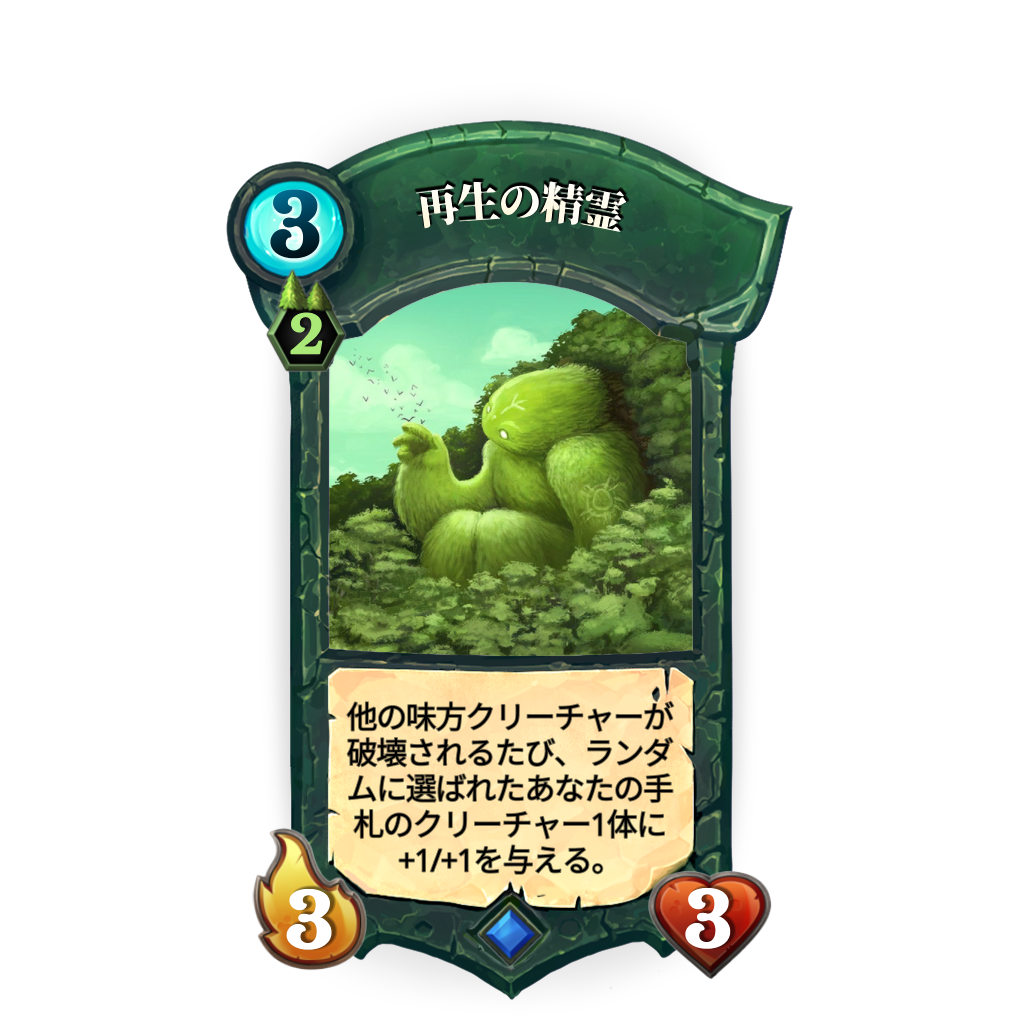 3
再生の精霊
2
他の味方クリーチャーが
破壊されるたび、ランダ
ムに選ばれたあなたの手
札のクリーチャー1体に
+1/+1を与える。
3
3